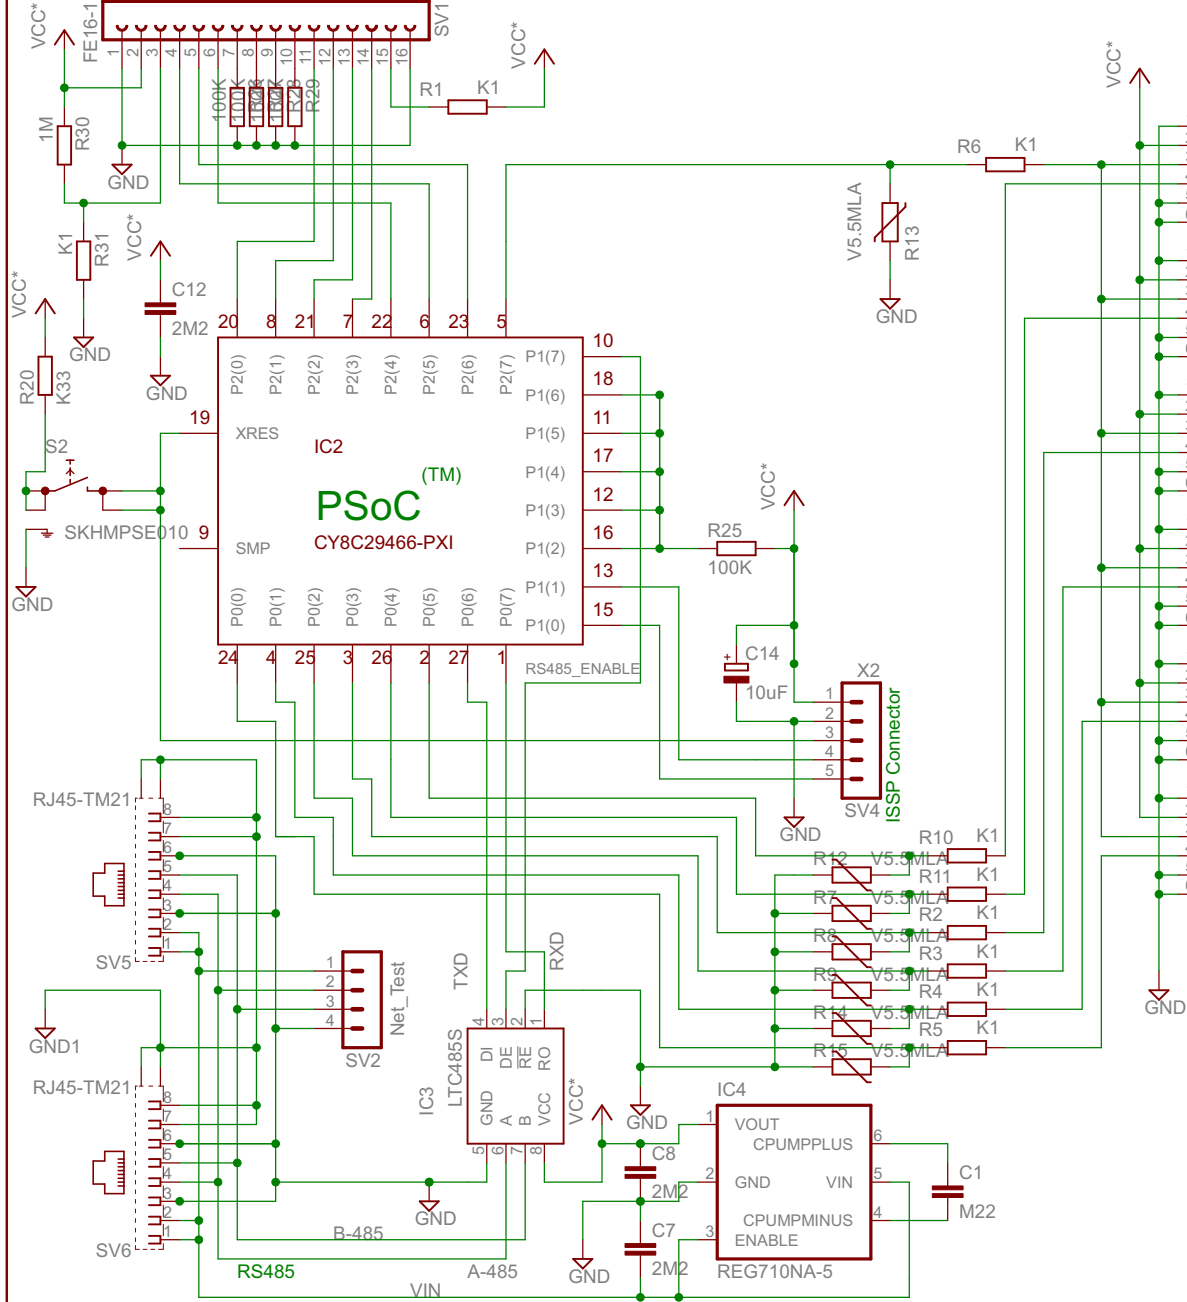 VCC*
FE16-1
SV1
1
2
3
4
5
6
7
8
9
10
11
12
13
14
15
16
VCC*
VCC*
100K
100K
R29
R1
K1
1M
R30
GND
R6
K1
V5.5MLA
R13
GND
K1
R31
GND
VCC*
C12
2M2
GND
VCC*
R20
K33
S2
SKHMPSE010
GND
20
8
21
7
22
6
23
5
P2(0)
P2(1)
P2(2)
P2(3)
P2(4)
P2(5)
P2(6)
P2(7)
19
XRES
9
SMP
IC2
PSoC
(TM)
CY8C29466-PXI
P1(7)
10
P1(6)
18
P1(5)
11
P1(4)
17
P1(3)
12
P1(2)
16
P1(1)
13
P1(0)
15
P0(0)
P0(1)
P0(2)
P0(3)
P0(4)
P0(5)
P0(6)
P0(7)
24
4
25
3
26
2
27
1
RS485_ENABLE
R25
100K
VCC*
+
C14
10uF
X2
1
2
3
4
5
SV4
ISSP Connector
GND
RJ45-TM21
8
7
6
5
4
3
2
1
SV5
1
2
3
4
SV2
Net_Test
GND1
RJ45-TM21
8
7
6
5
4
3
2
1
SV6
TXD
RXD
4
3
2
1
DI
DE
RE
RO
IC3
LTC485S
GND
A
B
VCC
5
6
7
8
VCC*
GND
B-485
RS485
A-485
VIN
R12
V5.5MLA
R10
K1
R7
V5.5MLA
R11
K1
R8
V5.5MLA
R2
K1
R9
V5.5MLA
R3
K1
R14
V5.5MLA
R4
K1
R15
V5.5MLA
R5
K1
GND
GND
C8
2M2
C7
2M2
GND
IC4
1
VOUT
CPUMPPLUS
6
2
GND
VIN
5
CPUMPMINUS
4
3
ENABLE
REG710NA-5
C1
M22